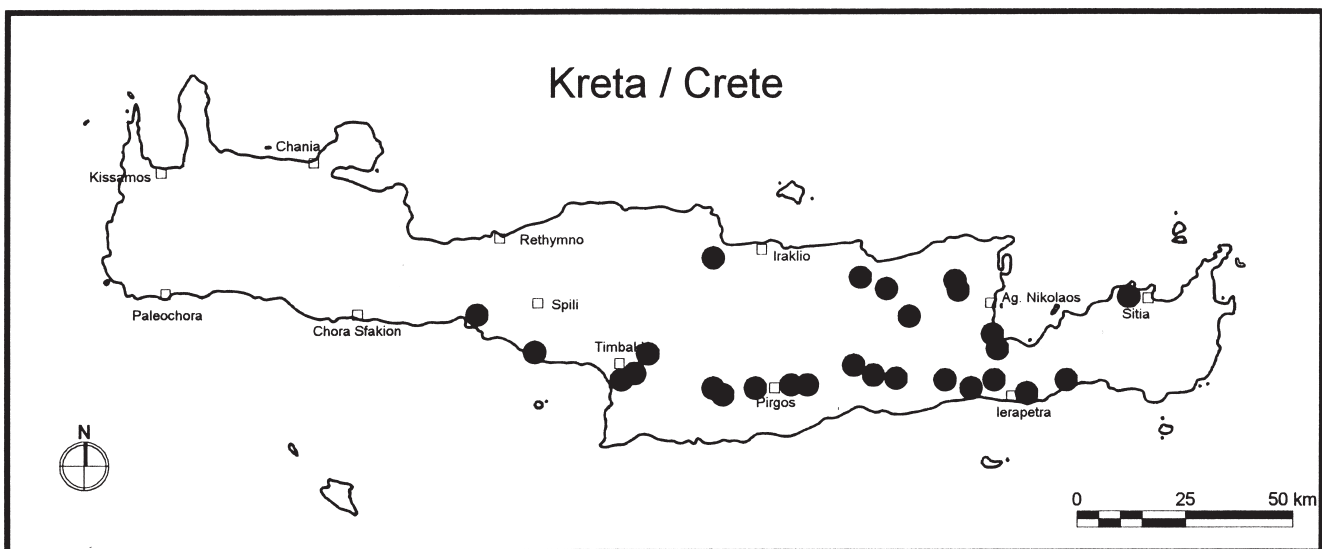 Kreta / Crete
Chania
Kissamos
Rethymno
Iraklio
Paleochora
Chora Sfakion
Spili
Ag. Nikolaos
Sitia
Pirgos
Ierapetra
N
0 25 50 km